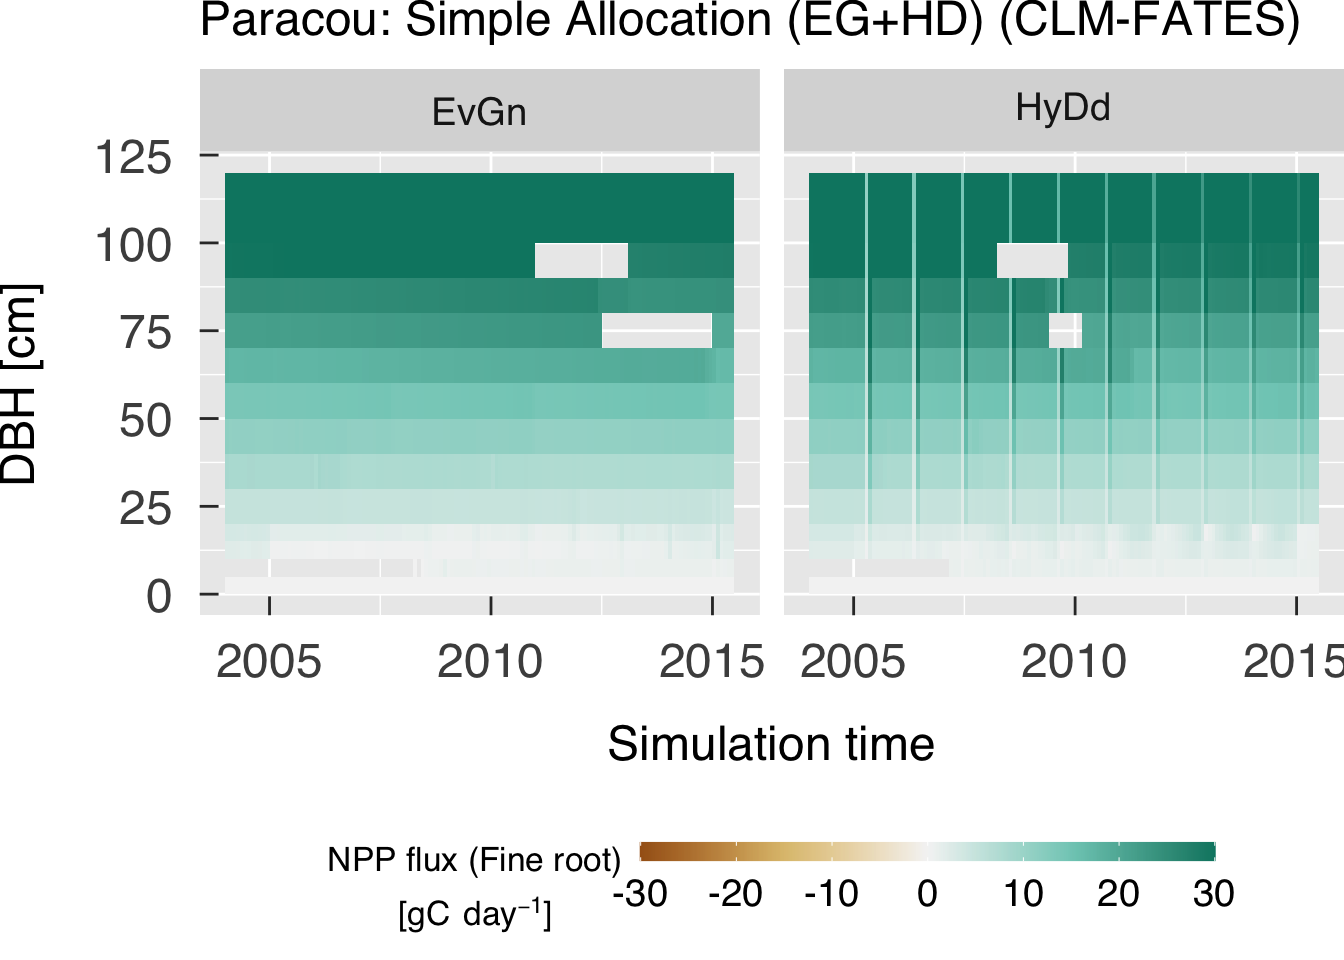 Paracou: Simple Allocation (EG+HD) (CLM-FATES)
EvGn
HyDd
DBH [cm]
125
100
75
50
25
0
2005 2010 2015 2005 2010 2015
Simulation time
NPP flux (Fine root)
[gC day⁻¹]
-30 -20 -10 0 10 20 30